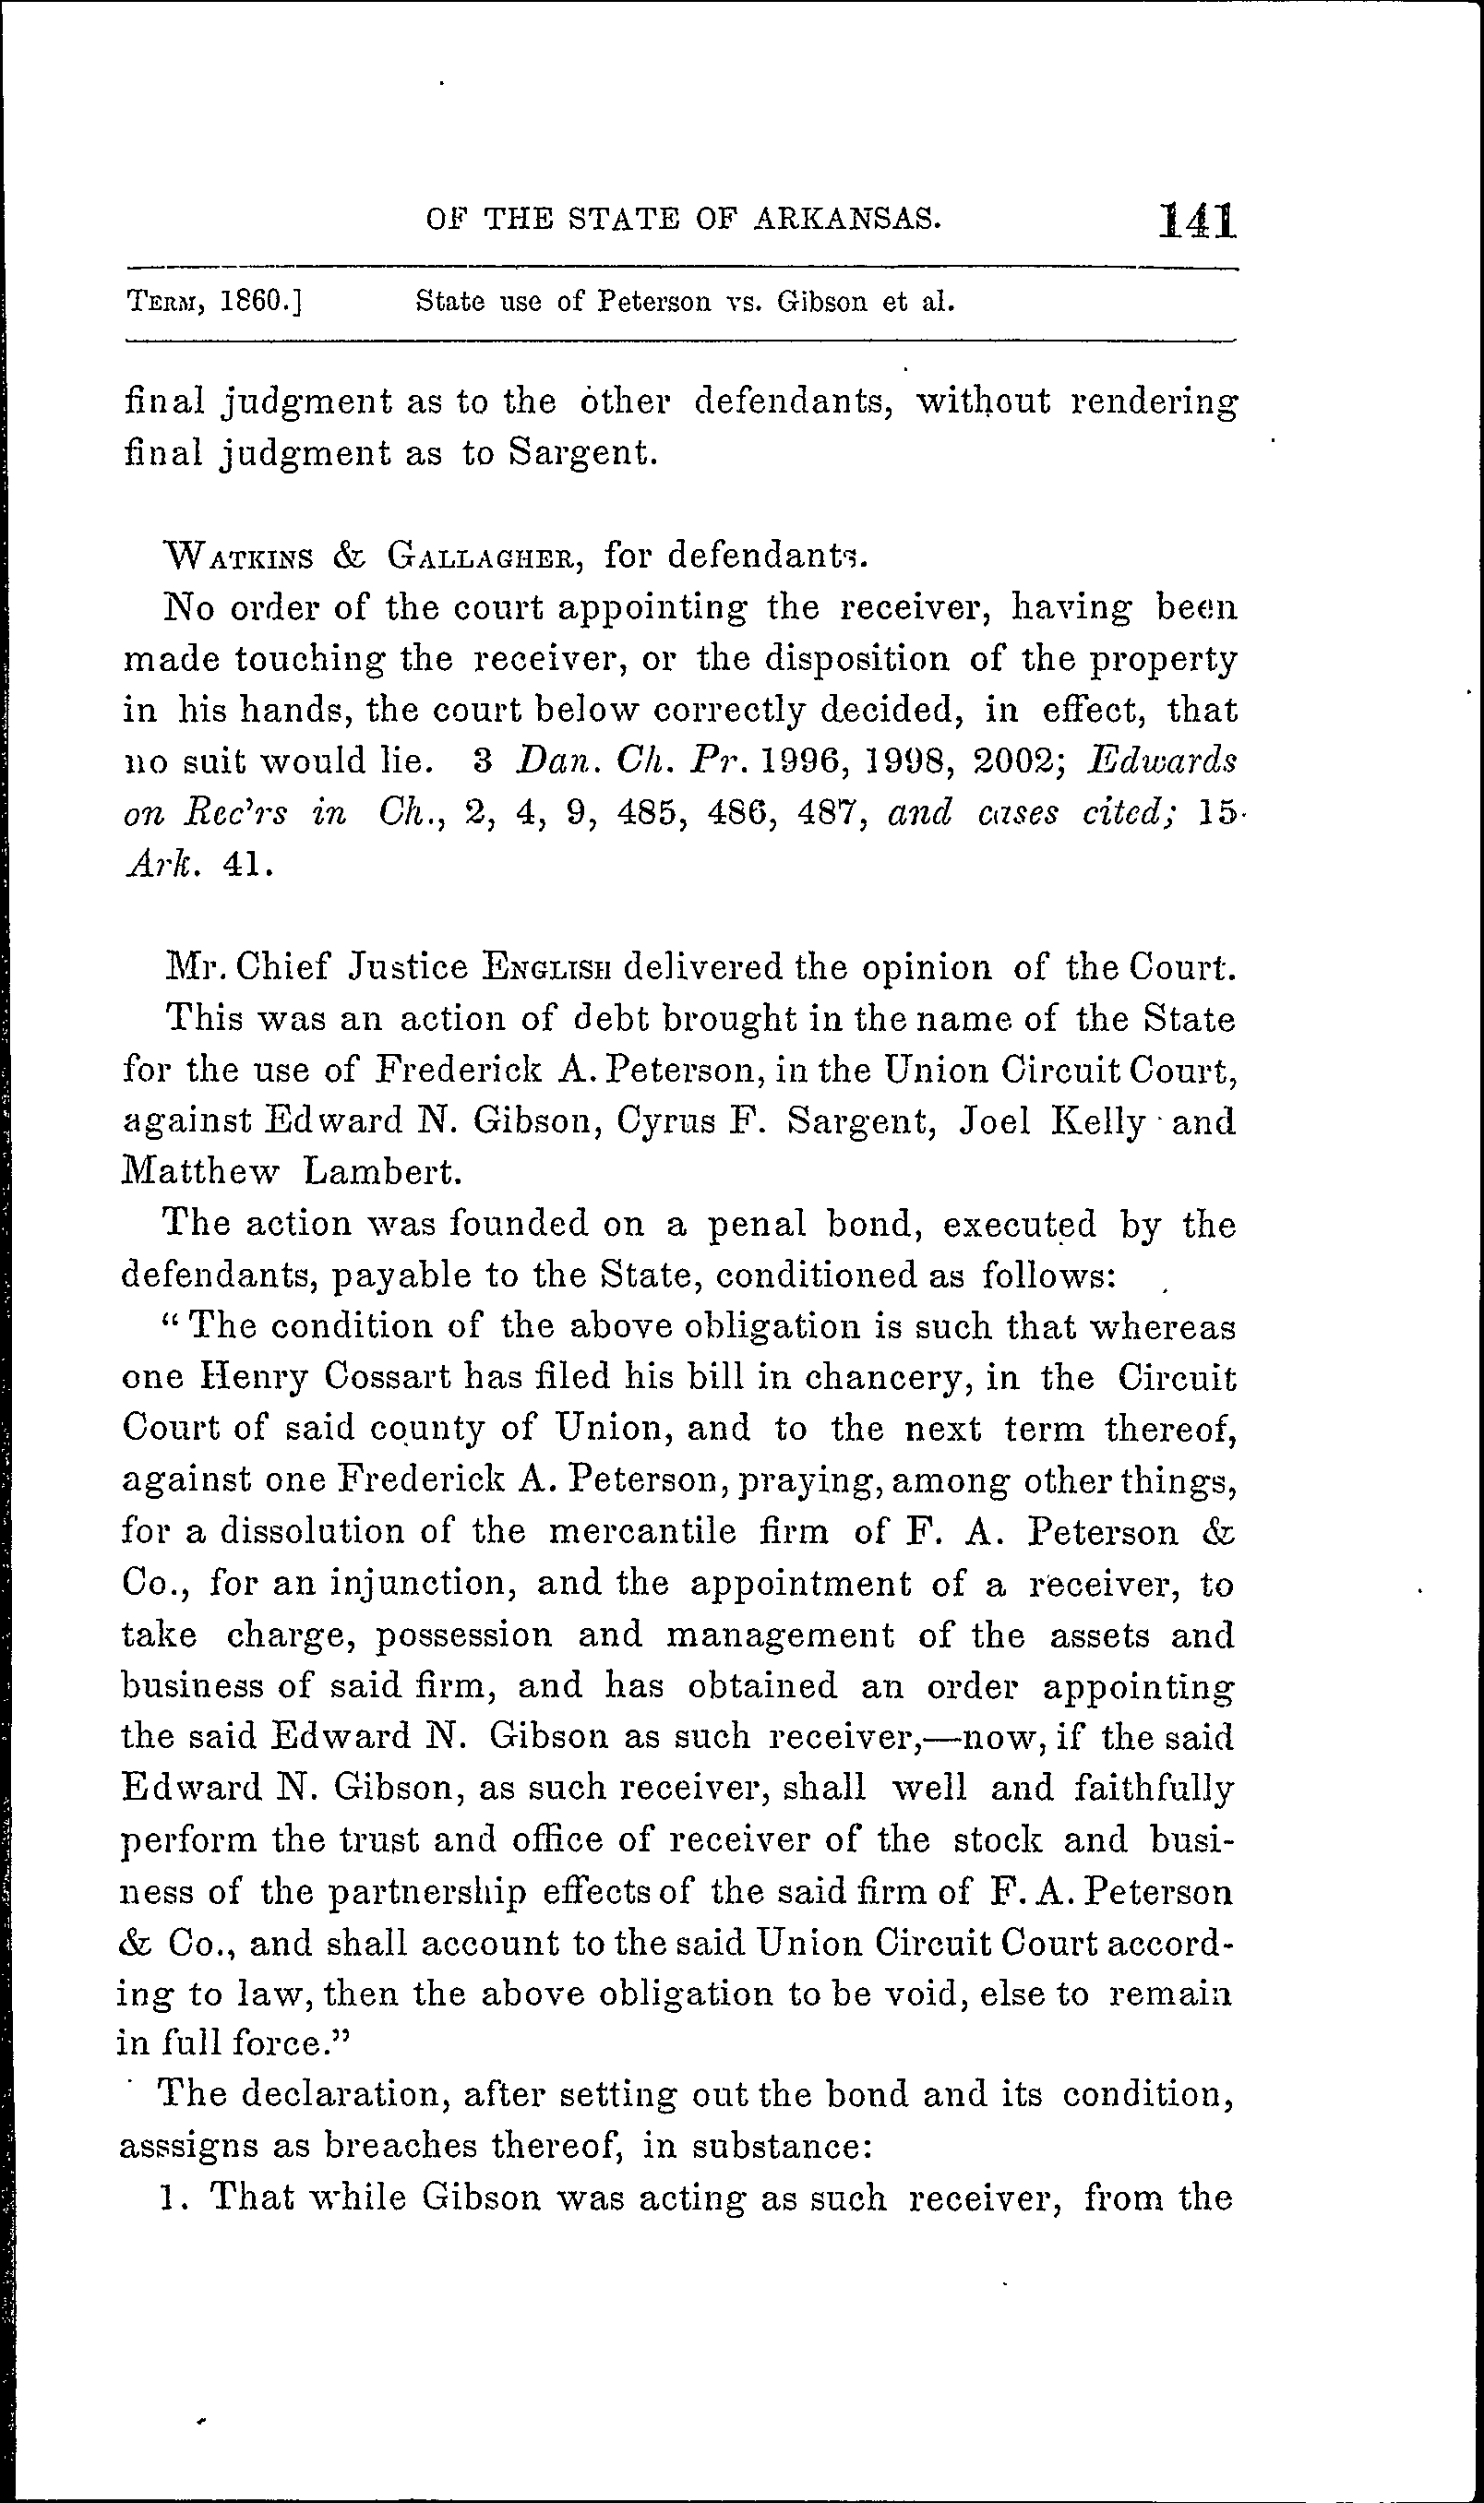 OF THE STATE OF ARKANSAS. 141
TERM, 1860.] State use of Peterson vs. Gibson et al.
final judgment as to the other defendants, without rendering
final judgment as to Sargent.
WATKINS & GALLAGHER, for defendants.
No order of the court appointing the receiver, having been
made touching the receiver, or the disposition of the property
in his hands, the court below correctly decided, in effect, that
no suit would lie. 3 Dan. Ch. Pr. 1996, 1998, 2002; Edwards
on Rec'rs in Ch., 2, 4, 9, 485, 486, 487, and cases cited; 15
Ark. 41.
Mr. Chief Justice ENGLISH delivered the opinion of the Court.
This was an action of debt brought in the name of the State
for the use of Frederick A. Peterson, in the Union Circuit Court,
against Edward N. Gibson, Cyrus F. Sargent, Joel Kelly and
Matthew Lambert.
The action was founded on a penal bond, executed by the
defendants, payable to the State, conditioned as follows:
"The condition of the above obligation is such that whereas
one Henry Cossart has filed his bill in chancery, in the Circuit
Court of said county of Union, and to the next term thereof,
against one Frederick A. Peterson, praying, among other things,
for a dissolution of the mercantile firm of F. A. Peterson &
Co., for an injunction, and the appointment of a receiver, to
take charge, possession and management of the assets and
business of said firm, and has obtained an order appointing
the said Edward N. Gibson as such receiver,—now, if the said
Edward N. Gibson, as such receiver, shall well and faithfully
perform the trust and office of receiver of the stock and busi-
ness of the partnership effects of the said firm of F. A. Peterson
& Co., and shall account to the said Union Circuit Court accord-
ing to law, then the above obligation to be void, else to remain
in full force."
The declaration, after setting out the bond and its condition,
asssigns as breaches thereof, in substance:
1. That while Gibson was acting as such receiver, from the